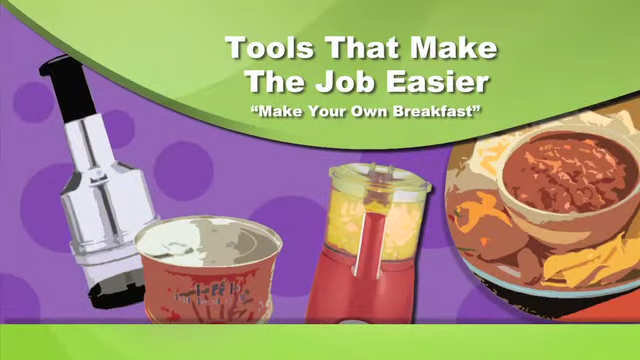 Tools That Make
The Job Easier
“Make Your Own Breakfast”